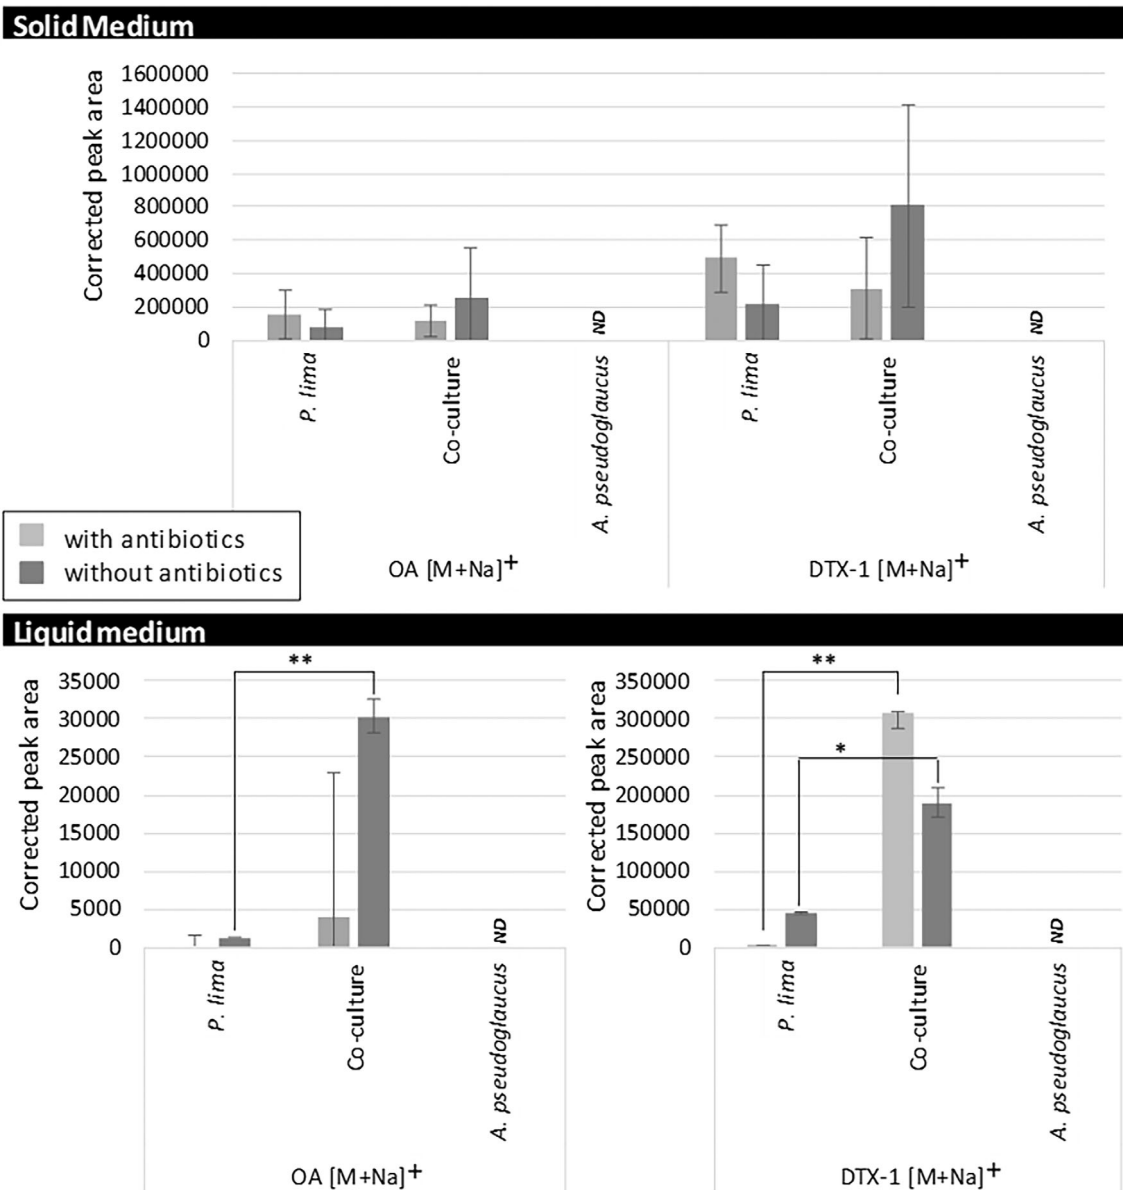 Solid Medium
Corrected peak area
1600000
1400000
1200000
1000000
800000
600000
400000
200000
0
ND
ND
P. lima
Co-culture
A. pseudoglaucus
P. lima
Co-culture
A. pseudoglaucus
with antibiotics
without antibiotics
OA [M+Na]+
DTX-1 [M+Na]+
Liquid medium
Corrected peak area
35000
30000
25000
20000
15000
10000
5000
0
**
ND
P. lima
Co-culture
A. pseudoglaucus
OA [M+Na]+
Corrected peak area
350000
300000
250000
200000
150000
100000
50000
0
**
*
ND
P. lima
Co-culture
A. pseudoglaucus
DTX-1 [M+Na]+